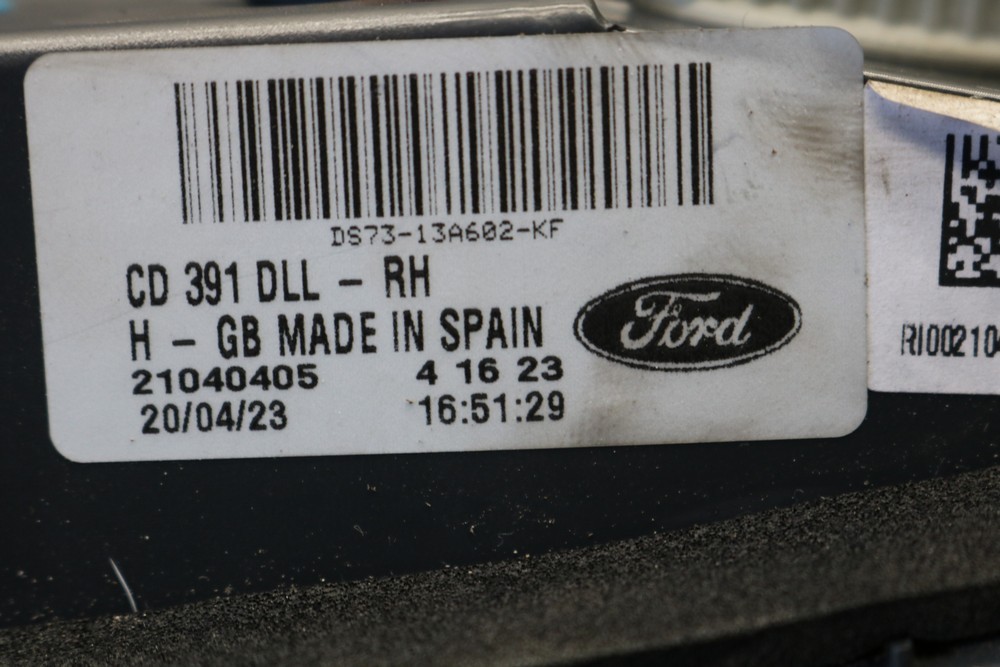 DS73-13A602-KF
CD 391 DLL - RH
H - GB MADE IN SPAIN
21040405 4 16 23
20/04/23 16:51:29
Ford
RI00210